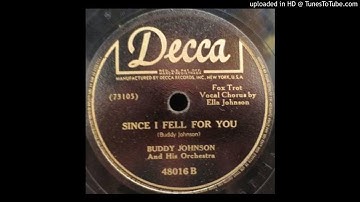 uploaded in HD @ TunesToTube.com
Decca
MANUFACTURED BY DECCA RECORDS, INC., NEW YORK, U.S.A.
(73105)
Fox Trot
Vocal Chorus by
Ella Johnson
SINCE I FELL FOR YOU
(Buddy Johnson)
BUDDY JOHNSON
And His Orchestra
48016 B